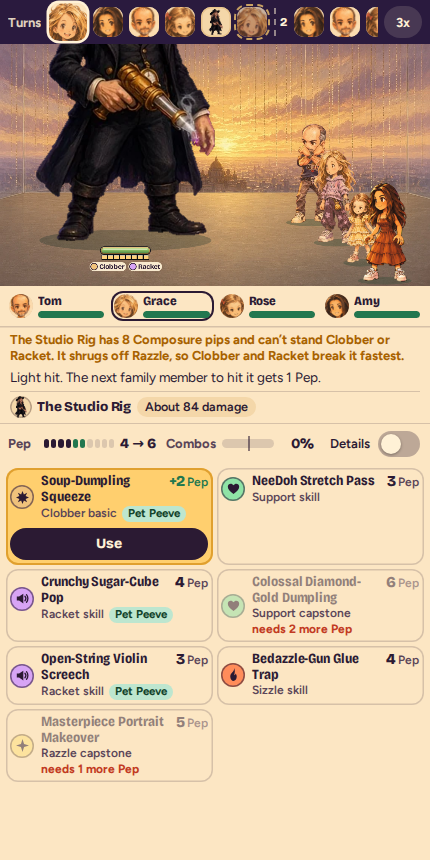 Turns
2
3x
Clobber
Racket
Tom
Grace
Rose
Amy
The Studio Rig has 8 Composure pips and can't stand Clobber or
Racket. It shrugs off Razzle, so Clobber and Racket break it fastest.
Light hit. The next family member to hit it gets 1 Pep.
The Studio Rig
About 84 damage
Pep
4 → 6
Combos
0%
Details
Soup-Dumpling
Squeeze
+2 Pep
Clobber basic
Pet Peeve
Use
NeeDoh Stretch Pass
3 Pep
Support skill
Crunchy Sugar-Cube
Pop
4 Pep
Racket skill
Pet Peeve
Colossal Diamond-
Gold Dumpling
6 Pep
Support capstone
needs 2 more Pep
Open-String Violin
Screech
3 Pep
Racket skill
Pet Peeve
Bedazzle-Gun Glue
Trap
4 Pep
Sizzle skill
Masterpiece Portrait
Makeover
5 Pep
Razzle capstone
needs 1 more Pep